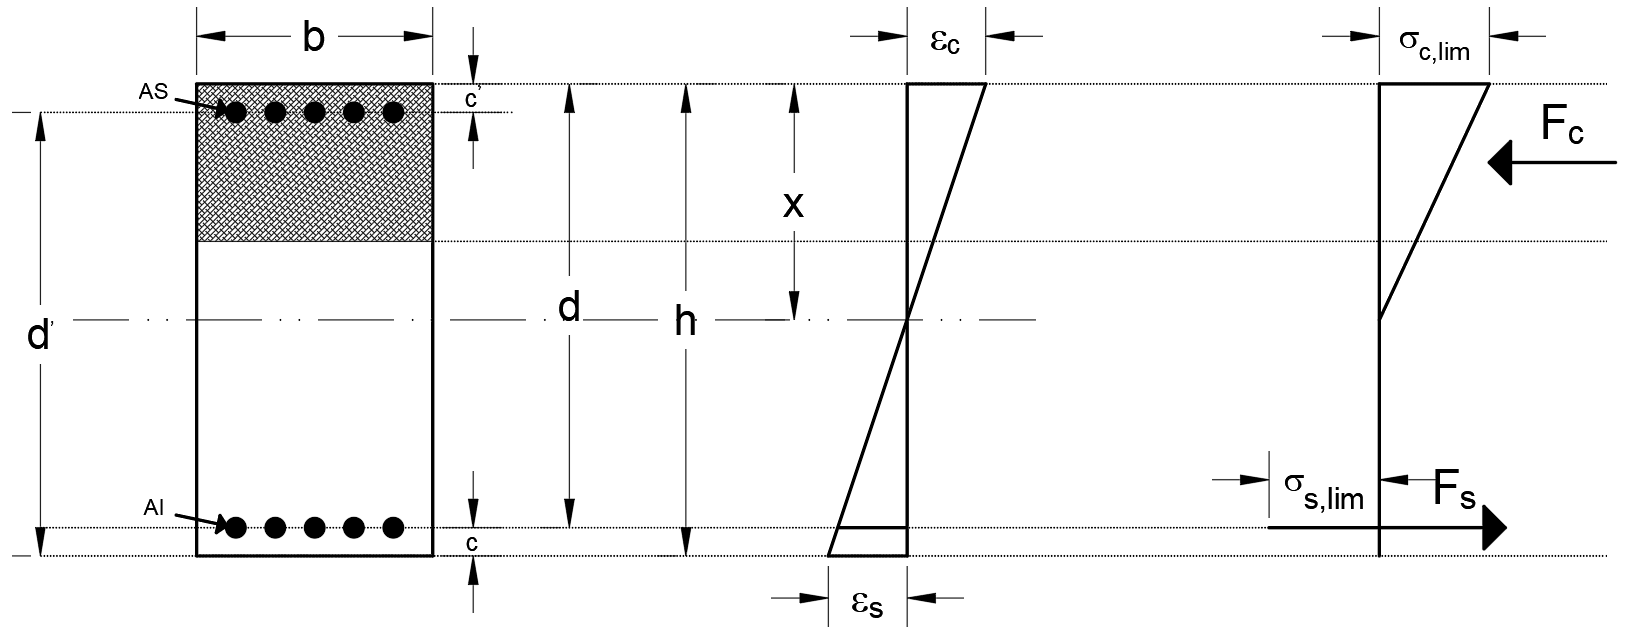 b
εc
σc,lim
AS
c'
Fc
x
d
h
d'
σs,lim
Fs
AI
c
εs